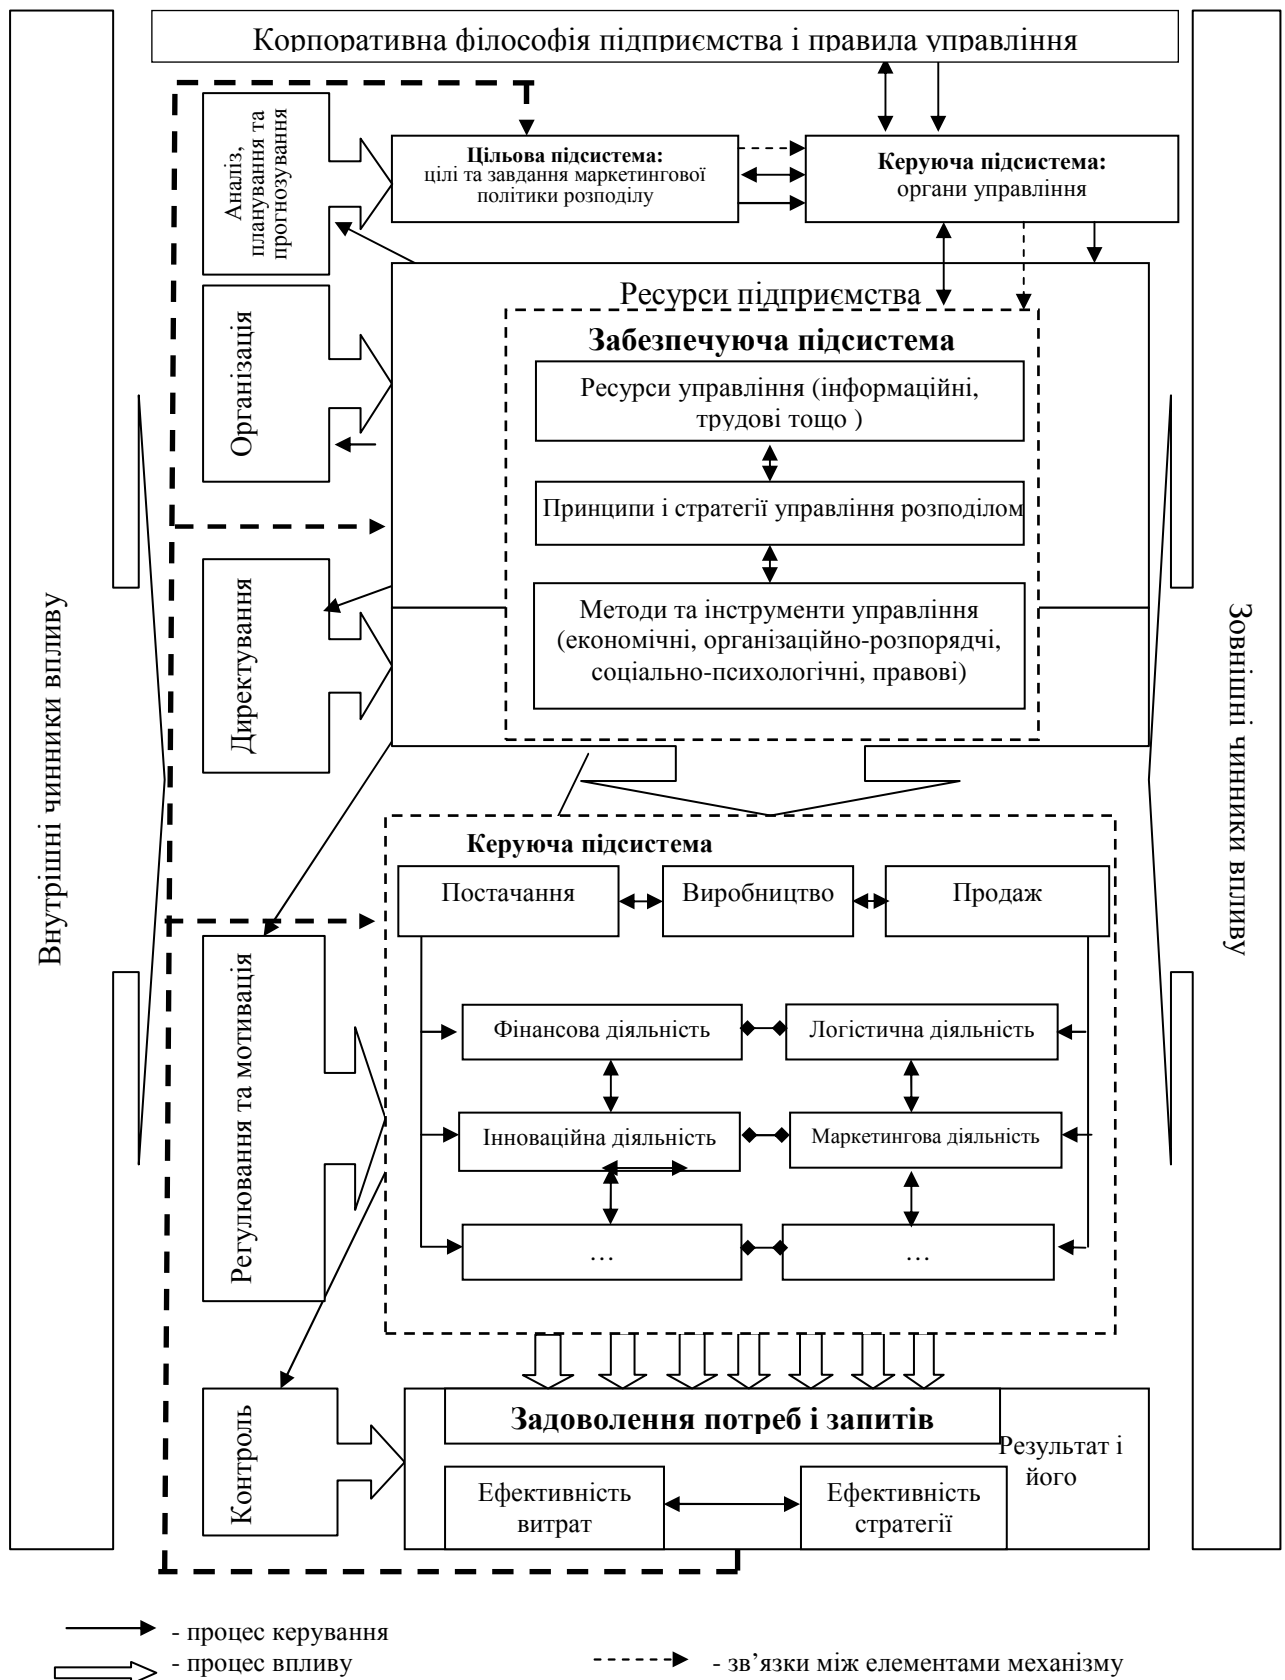 Корпоративна філософія підприємства і правила управління
Внутрішні чинники впливу
Зовнішні чинники впливу
Аналіз,
планування та
прогнозування
Цільова підсистема:
цілі та завдання маркетингової
політики розподілу
Керуюча підсистема:
органи управління
Організація
Ресурси підприємства
Забезпечуюча підсистема
Ресурси управління (інформаційні,
трудові тощо )
Принципи і стратегії управління розподілом
Директування
Методи та інструменти управління
(економічні, організаційно-розпорядчі,
соціально-психологічні, правові)
Керуюча підсистема
Постачання
Виробництво
Продаж
Регулювання та мотивація
Фінансова діяльність
Логістична діяльність
Інноваційна діяльність
Маркетингова діяльність
...
...
Контроль
Задоволення потреб і запитів
Результат і
його
Ефективність
витрат
Ефективність
стратегії
- процес керування
- процес впливу
- зв’язки між елементами механізму